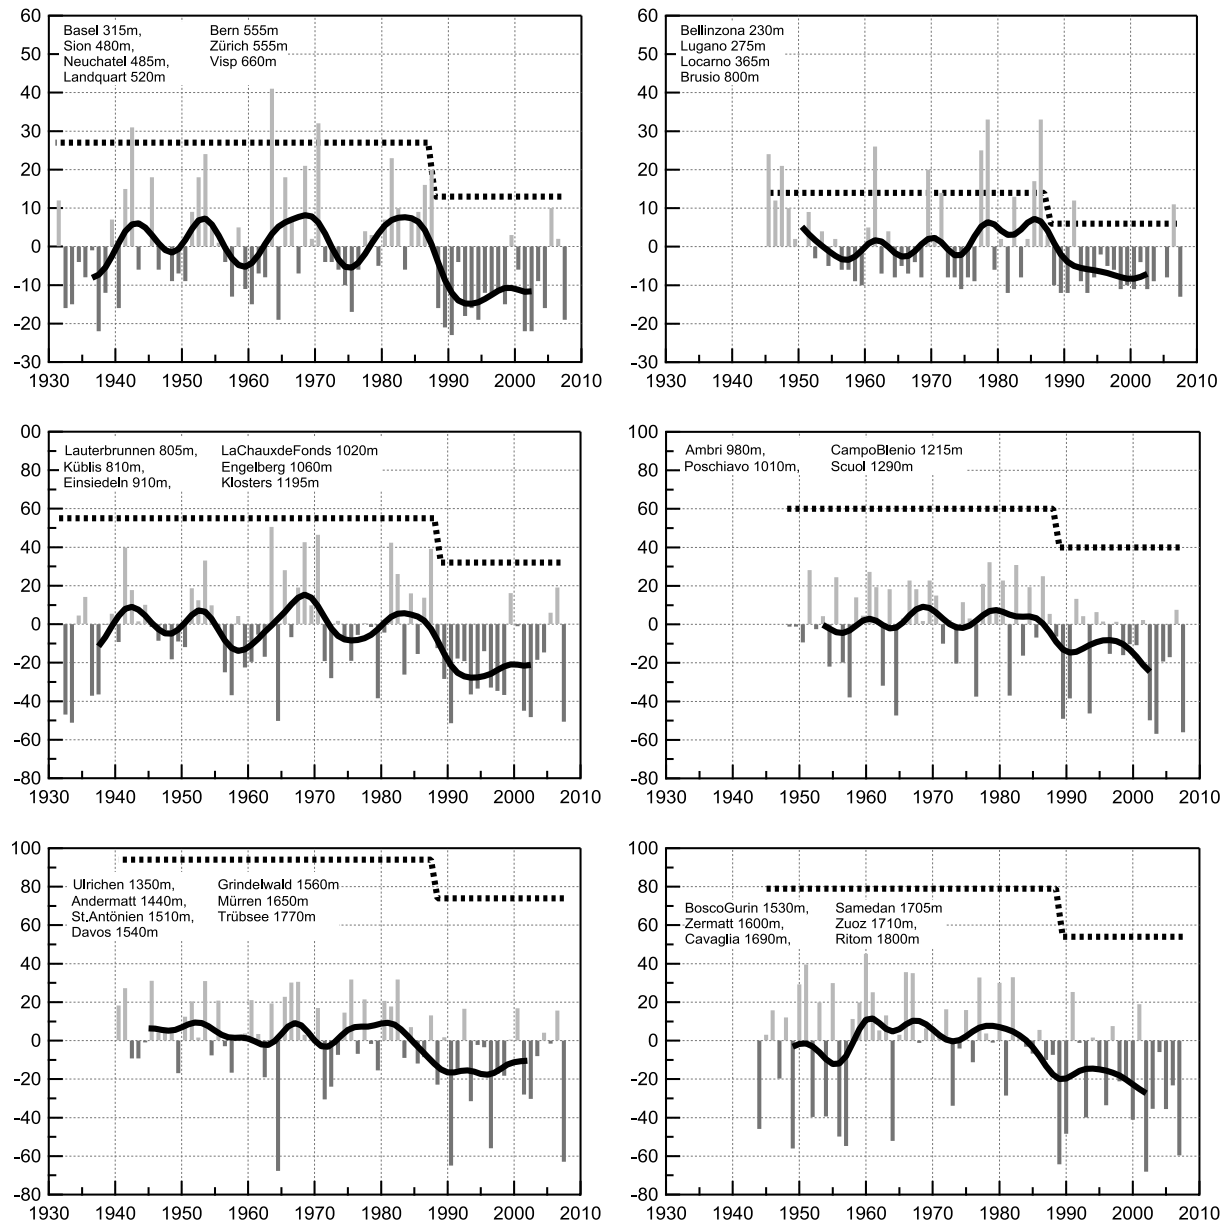 60
50
40
30
20
10
0
-10
-20
-30
Basel 315m, Bern 555m
Sion 480m, Zürich 555m
Neuchatel 485m, Visp 660m
Landquart 520m
1930 1940 1950 1960 1970 1980 1990 2000 2010
60
50
40
30
20
10
0
-10
-20
-30
Bellinzona 230m
Lugano 275m
Locarno 365m
Brusio 800m
1930 1940 1950 1960 1970 1980 1990 2000 2010
00
80
60
40
20
0
-20
-40
-60
-80
Lauterbrunnen 805m, LaChauxdeFonds 1020m
Küblis 810m, Engelberg 1060m
Einsiedeln 910m, Klosters 1195m
1930 1940 1950 1960 1970 1980 1990 2000 2010
100
80
60
40
20
0
-20
-40
-60
-80
Ambri 980m, CampoBlenio 1215m
Poschiavo 1010m, Scuol 1290m
1930 1940 1950 1960 1970 1980 1990 2000 2010
100
80
60
40
20
0
-20
-40
-60
-80
Ulrichen 1350m, Grindelwald 1560m
Andermatt 1440m, Mürren 1650m
St.Antönien 1510m, Trübsee 1770m
Davos 1540m
1930 1940 1950 1960 1970 1980 1990 2000 2010
100
80
60
40
20
0
-20
-40
-60
-80
BoscoGurin 1530m, Samedan 1705m
Zermatt 1600m, Zuoz 1710m,
Cavaglia 1690m, Ritom 1800m
1930 1940 1950 1960 1970 1980 1990 2000 2010